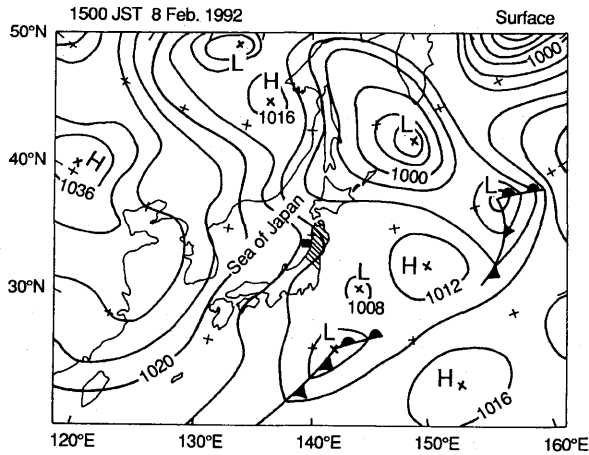 1500 JST 8 Feb. 1992 Surface
50°N
L
H
1016
1000
L
1000
40°N
H
1036
L
Sea of Japan
H
1012
30°N
L
1008
L
1020
H
1016
120°E 130°E 140°E 150°E 160°E